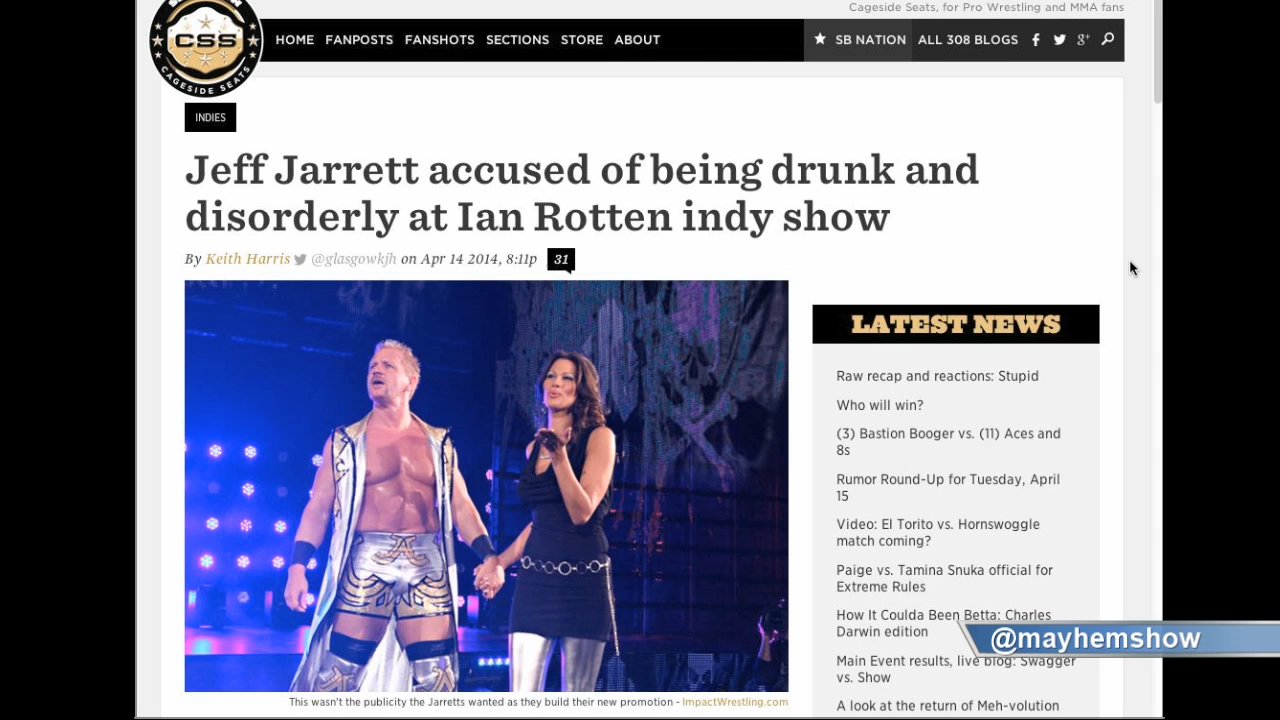 Cageside Seats, for Pro Wrestling and MMA fans
CSS
CAGESIDE SEATS
HOME FANPOSTS FANSHOTS SECTIONS STORE ABOUT
SB NATION ALL 308 BLOGS
INDIES
Jeff Jarrett accused of being drunk and
disorderly at Ian Rotten indy show
By Keith Harris @glasgowkjh on Apr 14 2014, 8:11p 31
This wasn't the publicity the Jarretts wanted as they build their new promotion - ImpactWrestling.com
LATEST NEWS
Raw recap and reactions: Stupid
Who will win?
(3) Bastion Booger vs. (11) Aces and
8s
Rumor Round-Up for Tuesday, April
15
Video: El Torito vs. Hornswoggle
match coming?
Paige vs. Tamina Snuka official for
Extreme Rules
How It Coulda Been Betta: Charles
Darwin edition
Main Event results, live blog: Swagger
vs. Show
A look at the return of Meh-volution
@mayhemshow